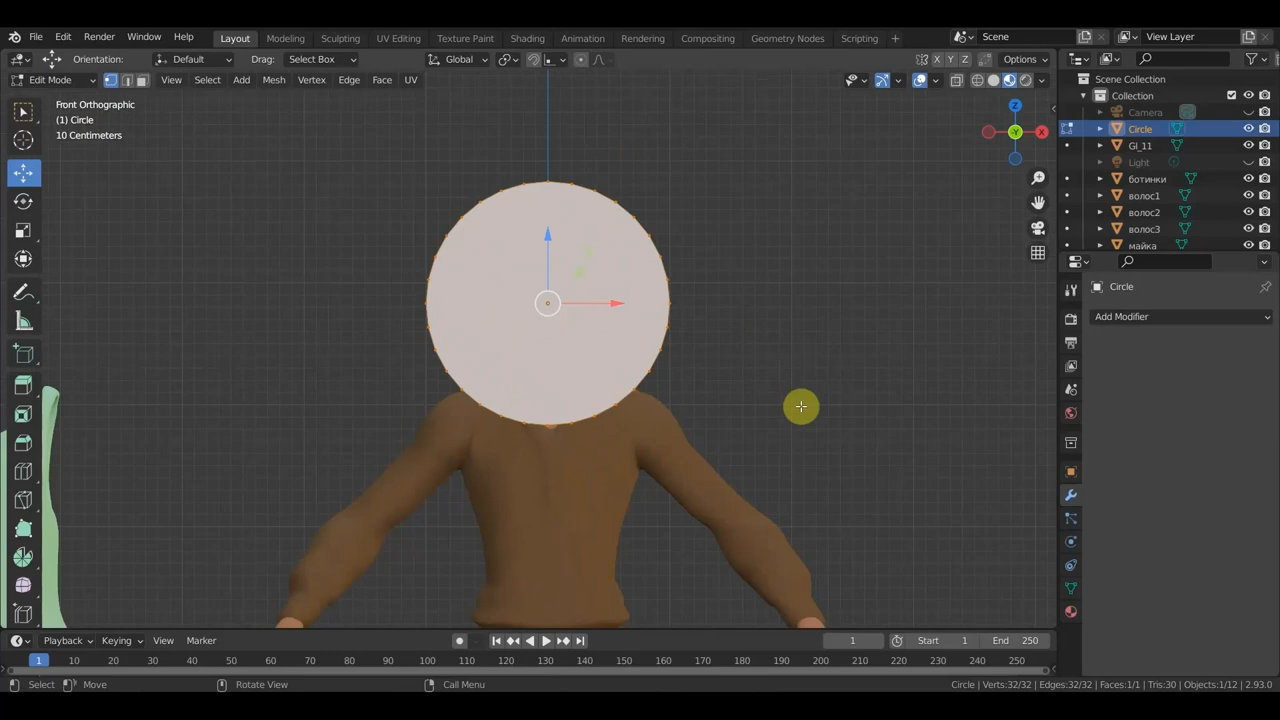 File Edit Render Window Help Layout Modeling Sculpting UV Editing Texture Paint Shading Animation Rendering Compositing Geometry Nodes Scripting + Scene View Layer
Orientation: Default Drag: Select Box Global X Y Z Options
Edit Mode View Select Add Mesh Vertex Edge Face UV
Front Orthographic
(1) Circle
10 Centimeters
Z
X
-Y
Scene Collection
Collection
Camera
Circle
Gl_11
Light
ботинки
волос1
волос2
волос3
майка
Circle
Add Modifier
Playback Keying View Marker 1 Start 1 End 250
1 10 20 30 40 50 60 70 80 90 100 110 120 130 140 150 160 170 180 190 200 210 220 230 240 250
Select Move Rotate View Call Menu Circle | Verts:32/32 | Edges:32/32 | Faces:1/1 | Tris:30 | Objects:1/12 | 2.93.0